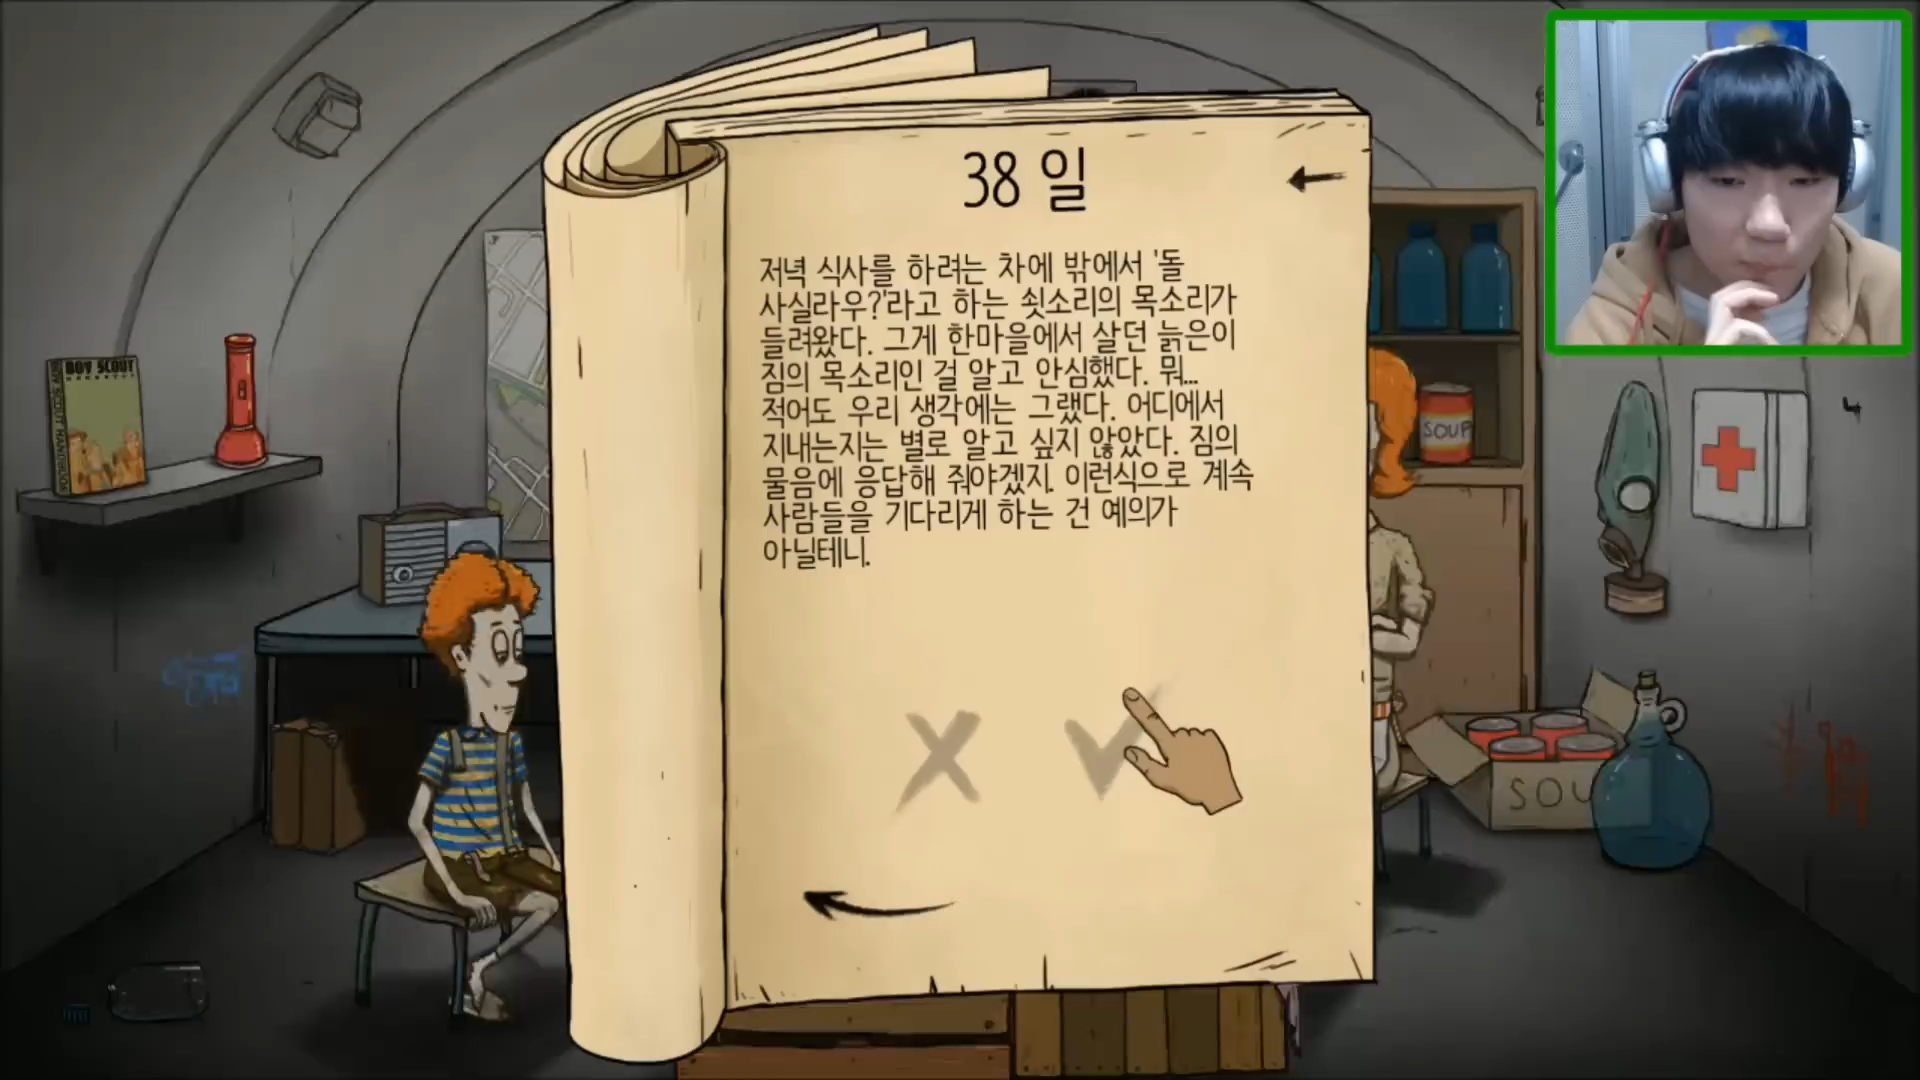 38 일
저녁 식사를 하려는 차에 밖에서 '돌
사실라우?'라고 하는 쇳소리의 목소리가
들려왔다. 그게 한마을에서 살던 늙은이
짐의 목소리인 걸 알고 안심했다. 뭐...
적어도 우리 생각에는 그랬다. 어디에서
지내는지는 별로 알고 싶지 않았다. 짐의
물음에 응답해 줘야겠지. 이런식으로 계속
사람들을 기다리게 하는 건 예의가
아닐테니.
BOY SCOUT
BOY SCOUT HANDBOOK
SOUP
SOU